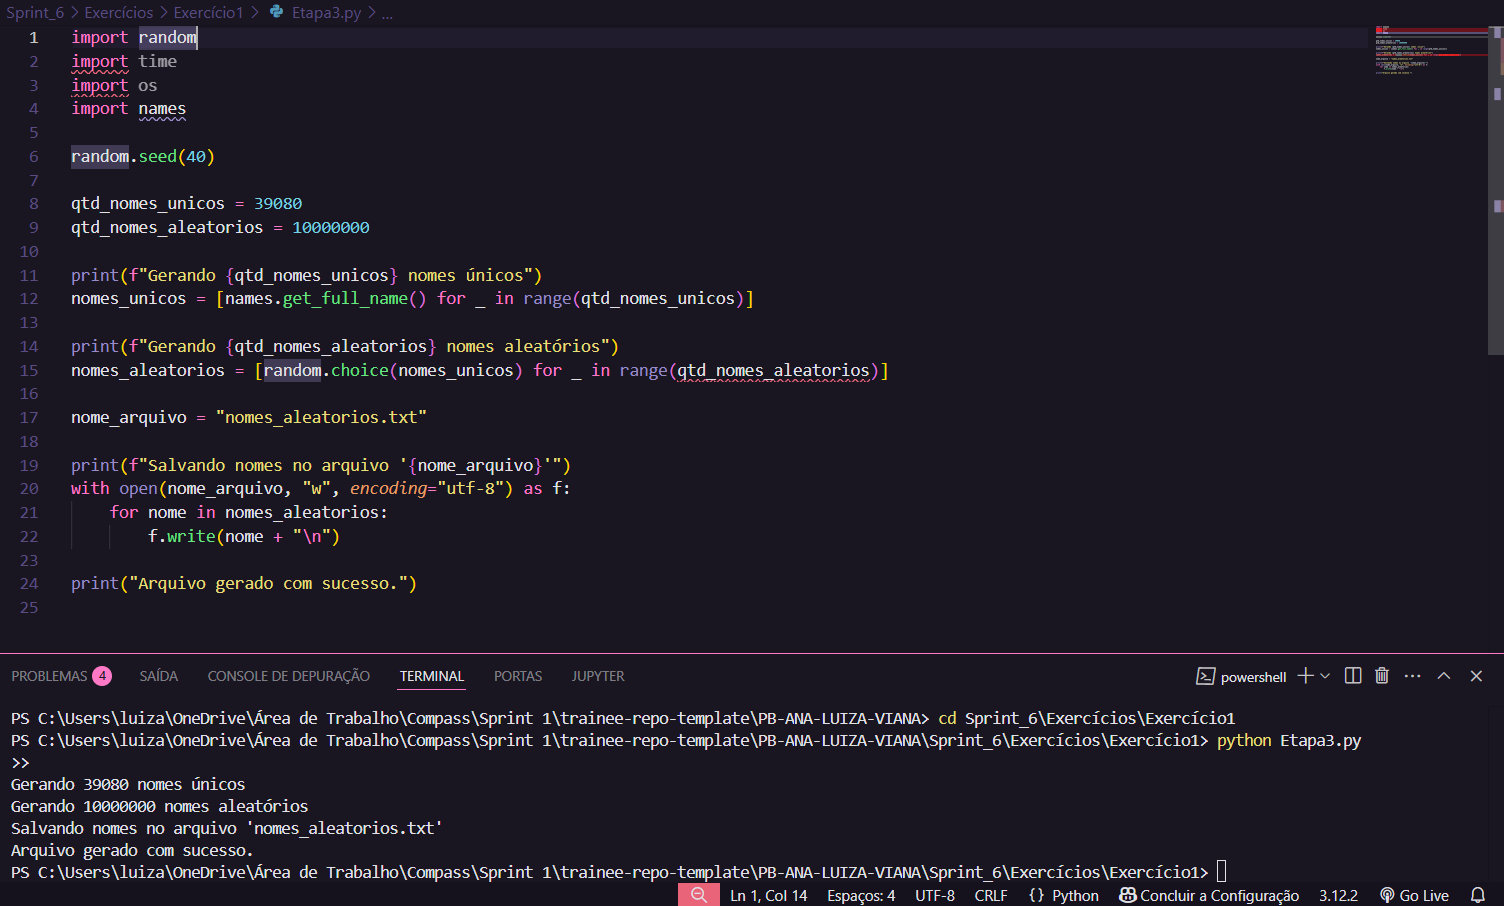 Sprint_6 > Exercícios > Exercício1 > Etapa3.py > ...
1 import random
2 import time
3 import os
4 import names
5
6 random.seed(40)
7
8 qtd_nomes_unicos = 39080
9 qtd_nomes_aleatorios = 10000000
10
11 print(f"Gerando {qtd_nomes_unicos} nomes únicos")
12 nomes_unicos = [names.get_full_name() for _ in range(qtd_nomes_unicos)]
13
14 print(f"Gerando {qtd_nomes_aleatorios} nomes aleatórios")
15 nomes_aleatorios = [random.choice(nomes_unicos) for _ in range(qtd_nomes_aleatorios)]
16
17 nome_arquivo = "nomes_aleatorios.txt"
18
19 print(f"Salvando nomes no arquivo '{nome_arquivo}'")
20 with open(nome_arquivo, "w", encoding="utf-8") as f:
21     for nome in nomes_aleatorios:
22         f.write(nome + "\n")
23
24 print("Arquivo gerado com sucesso.")
25
PROBLEMAS 4 SAÍDA CONSOLE DE DEPURAÇÃO TERMINAL PORTAS JUPYTER powershell
PS C:\Users\luiza\OneDrive\Área de Trabalho\Compass\Sprint 1\trainee-repo-template\PB-ANA-LUIZA-VIANA> cd Sprint_6\Exercícios\Exercício1
PS C:\Users\luiza\OneDrive\Área de Trabalho\Compass\Sprint 1\trainee-repo-template\PB-ANA-LUIZA-VIANA\Sprint_6\Exercícios\Exercício1> python Etapa3.py
>>
Gerando 39080 nomes únicos
Gerando 10000000 nomes aleatórios
Salvando nomes no arquivo 'nomes_aleatorios.txt'
Arquivo gerado com sucesso.
PS C:\Users\luiza\OneDrive\Área de Trabalho\Compass\Sprint 1\trainee-repo-template\PB-ANA-LUIZA-VIANA\Sprint_6\Exercícios\Exercício1>
Ln 1, Col 14 Espaços: 4 UTF-8 CRLF {} Python Concluir a Configuração 3.12.2 Go Live